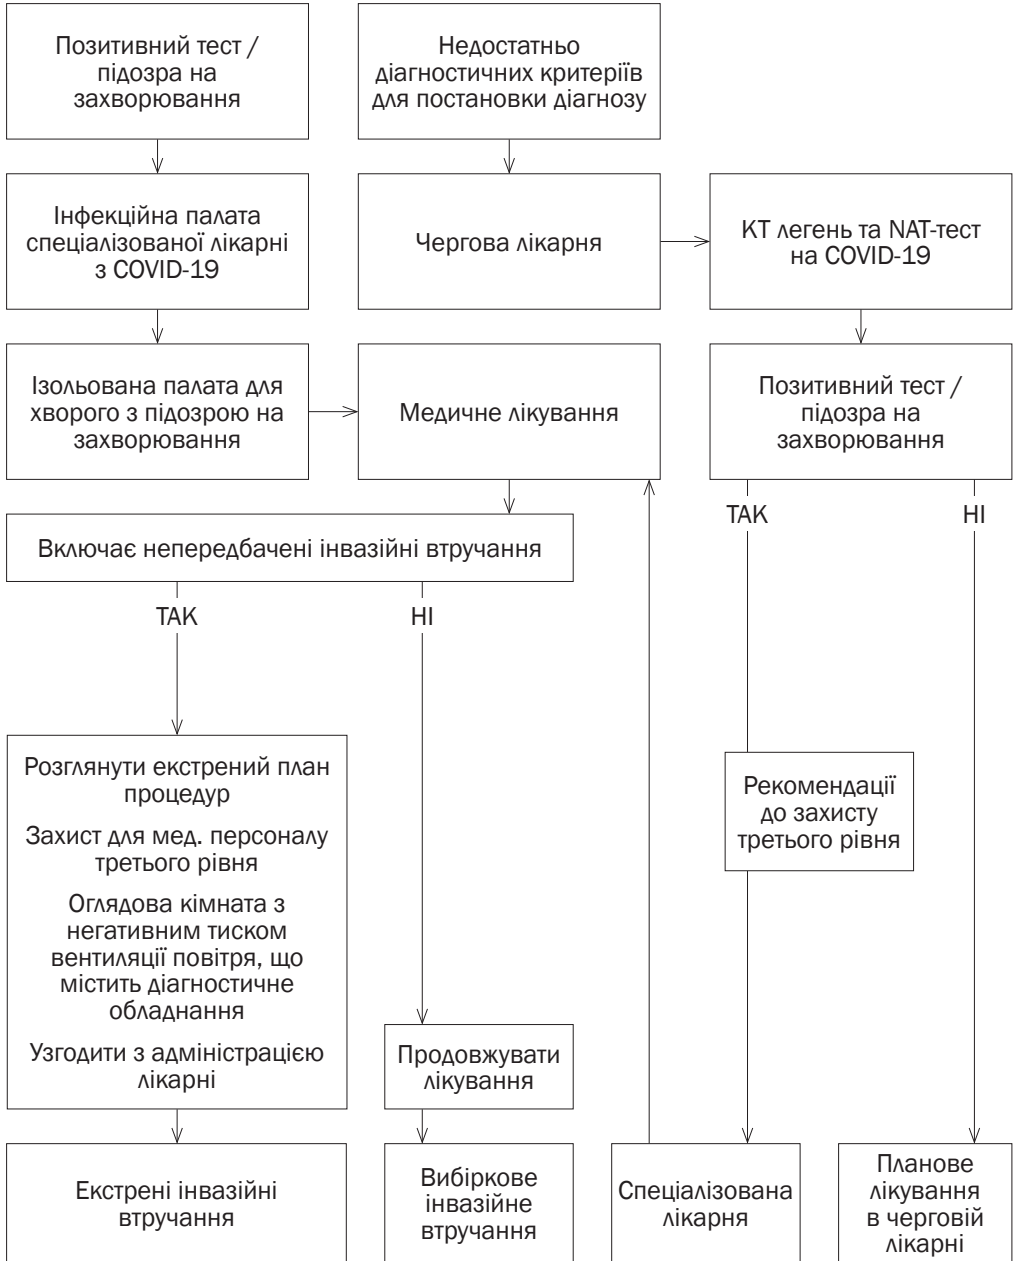 Позитивний тест /
підозра на
захворювання
Недостатньо
діагностичних критеріїв
для постановки діагнозу
Інфекційна палата
спеціалізованої лікарні
з COVID-19
Чергова лікарня
КТ легень та NAT-тест
на COVID-19
Ізольована палата для
хворого з підозрою на
захворювання
Медичне лікування
Позитивний тест /
підозра на
захворювання
ТАК
НІ
Включає непередбачені інвазійні втручання
ТАК
НІ
Розглянути екстрений план
процедур
Захист для мед. персоналу
третього рівня
Оглядова кімната з
негативним тиском
вентиляції повітря, що
містить діагностичне
обладнання
Узгодити з адміністрацією
лікарні
Рекомендації
до захисту
третього рівня
Продовжувати
лікування
Екстрені інвазійні
втручання
Вибіркове
інвазійне
втручання
Спеціалізована
лікарня
Планове
лікування
в черговій
лікарні